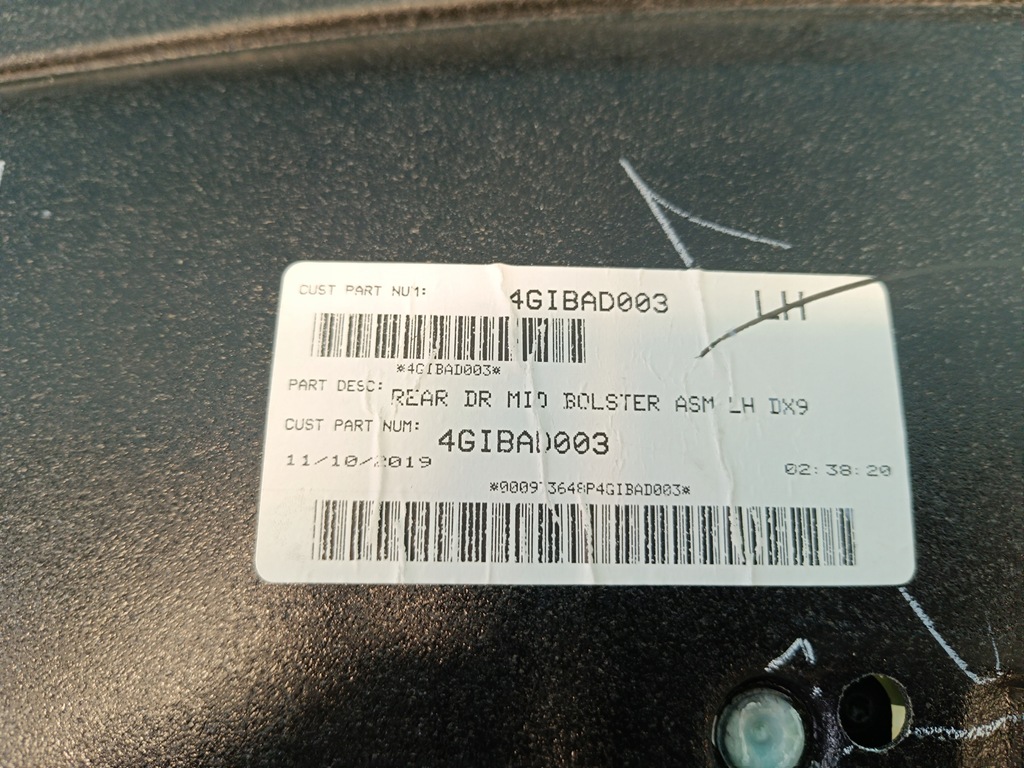 CUST PART NUM: 4GIBAD003 LH
*4GIBAD003*
PART DESC: REAR DR MID BOLSTER ASM LH DX9
CUST PART NUM: 4GIBAD003
11/10/2019 02:38:20